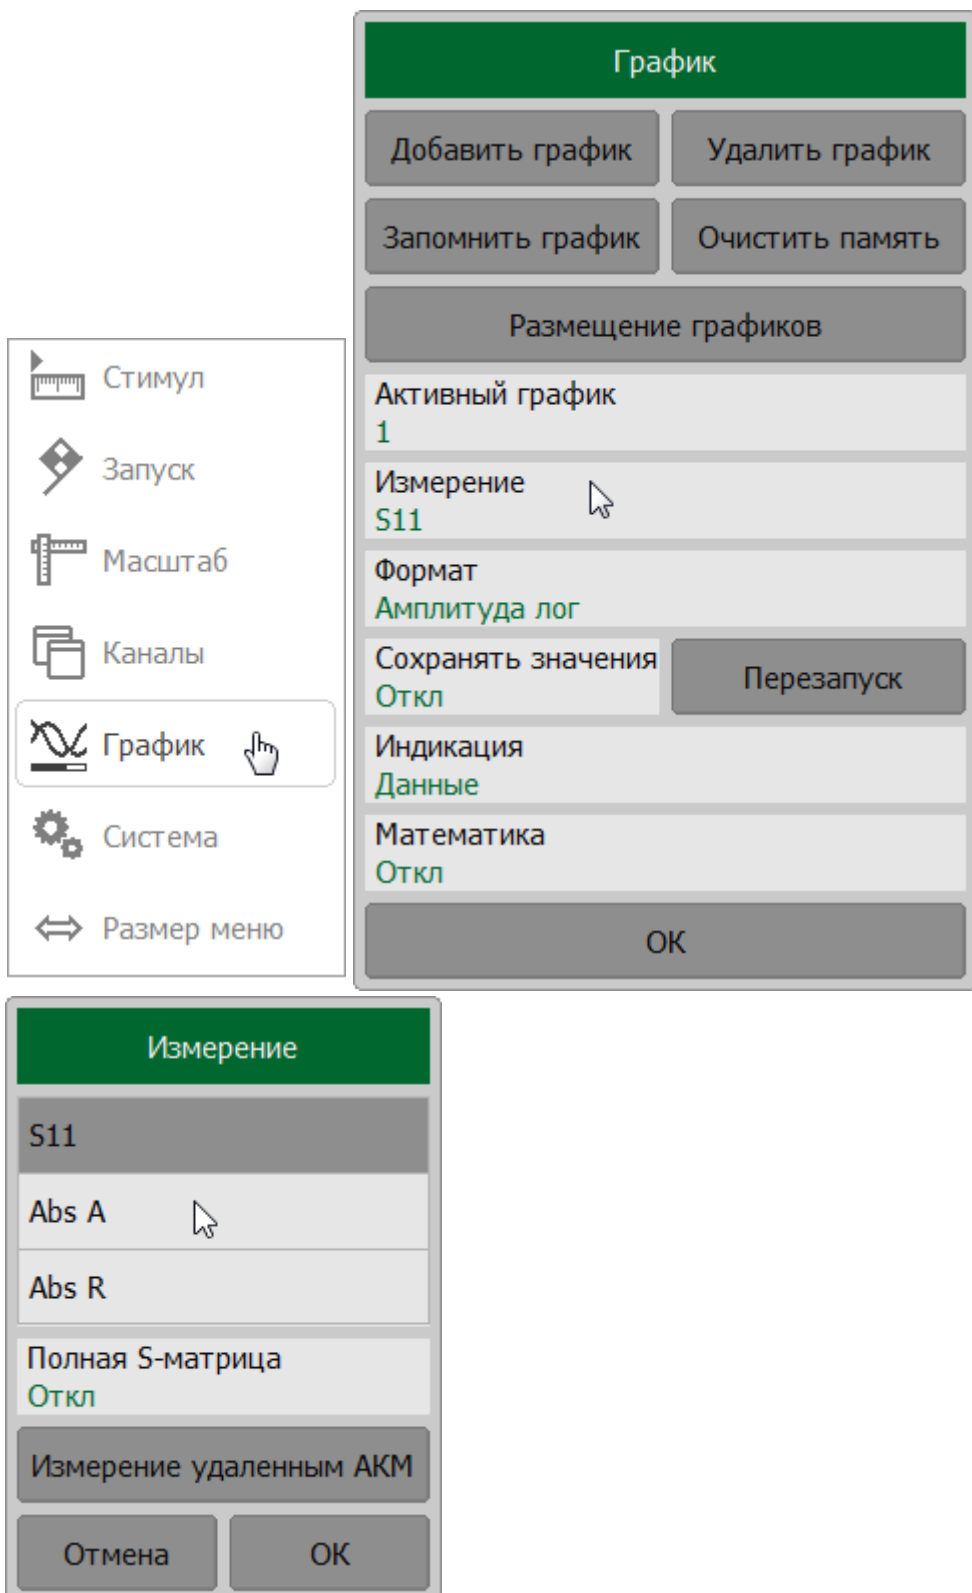 Стимул
Запуск
Масштаб
Каналы
График
Система
Размер меню
График
Добавить график
Удалить график
Запомнить график
Очистить память
Размещение графиков
Активный график
1
Измерение
S11
Формат
Амплитуда лог
Сохранять значения
Откл
Перезапуск
Индикация
Данные
Математика
Откл
ОК
Измерение
S11
Abs A
Abs R
Полная S-матрица
Откл
Измерение удаленным АКМ
Отмена
ОК